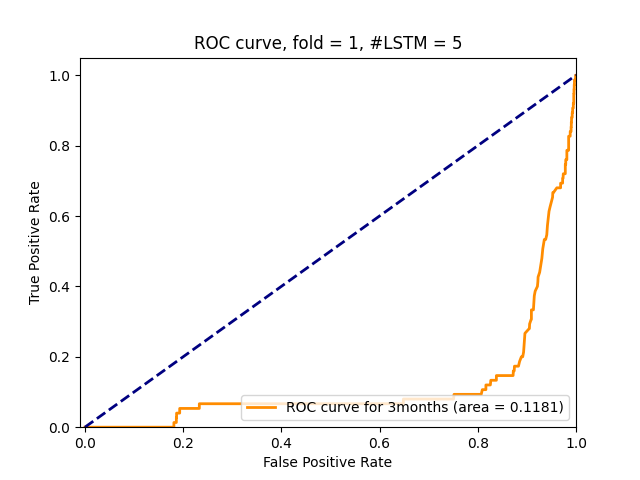 ROC curve, fold = 1, #LSTM = 5
True Positive Rate
1.0
0.8
0.6
0.4
0.2
0.0
ROC curve for 3months (area = 0.1181)
0.0 0.2 0.4 0.6 0.8 1.0
False Positive Rate